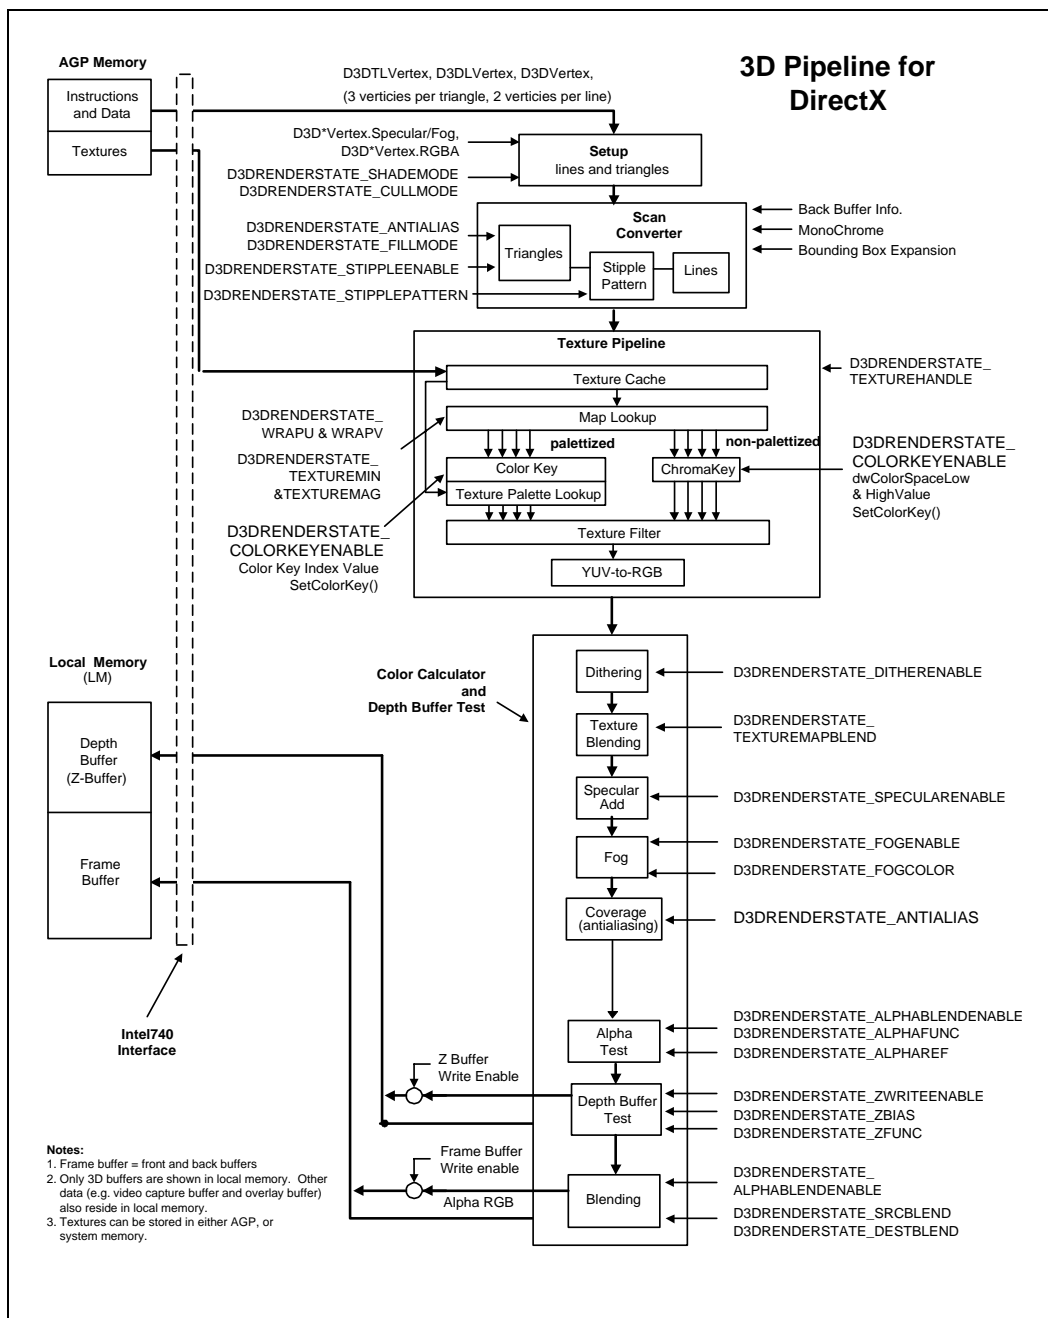 3D Pipeline for
DirectX
AGP Memory
Instructions
and Data
Textures
D3DTLVertex, D3DLVertex, D3DVertex,
(3 verticies per triangle, 2 verticies per line)
D3D*Vertex.Specular/Fog,
D3D*Vertex.RGBA
D3DRENDERSTATE_SHADEMODE
D3DRENDERSTATE_CULLMODE
Setup
lines and triangles
D3DRENDERSTATE_ANTIALIAS
D3DRENDERSTATE_FILLMODE
D3DRENDERSTATE_STIPPLEENABLE
D3DRENDERSTATE_STIPPLEPATTERN
Scan
Converter
Triangles
Stipple
Pattern
Lines
Back Buffer Info.
MonoChrome
Bounding Box Expansion
Texture Pipeline
Texture Cache
D3DRENDERSTATE_
TEXTUREHANDLE
Map Lookup
D3DRENDERSTATE_
WRAPU & WRAPV
palettized
non-palettized
D3DRENDERSTATE_
TEXTUREMIN
&TEXTUREMAG
Color Key
Texture Palette Lookup
ChromaKey
D3DRENDERSTATE_
COLORKEYENABLE
dwColorSpaceLow
& HighValue
SetColorKey()
D3DRENDERSTATE_
COLORKEYENABLE
Color Key Index Value
SetColorKey()
Texture Filter
YUV-to-RGB
Local Memory
(LM)
Depth
Buffer
(Z-Buffer)
Frame
Buffer
Color Calculator
and
Depth Buffer Test
Dithering
D3DRENDERSTATE_DITHERENABLE
Texture
Blending
D3DRENDERSTATE_
TEXTUREMAPBLEND
Specular
Add
D3DRENDERSTATE_SPECULARENABLE
Fog
D3DRENDERSTATE_FOGENABLE
D3DRENDERSTATE_FOGCOLOR
Coverage
(antialiasing)
D3DRENDERSTATE_ANTIALIAS
Intel740
Interface
Alpha
Test
D3DRENDERSTATE_ALPHABLENDENABLE
D3DRENDERSTATE_ALPHAFUNC
D3DRENDERSTATE_ALPHAREF
Z Buffer
Write Enable
Depth Buffer
Test
D3DRENDERSTATE_ZWRITEENABLE
D3DRENDERSTATE_ZBIAS
D3DRENDERSTATE_ZFUNC
Frame Buffer
Write enable
Alpha RGB
Blending
D3DRENDERSTATE_
ALPHABLENDENABLE
D3DRENDERSTATE_SRCBLEND
D3DRENDERSTATE_DESTBLEND
Notes:
1. Frame buffer = front and back buffers
2. Only 3D buffers are shown in local memory. Other
data (e.g. video capture buffer and overlay buffer)
also reside in local memory.
3. Textures can be stored in either AGP, or
system memory.